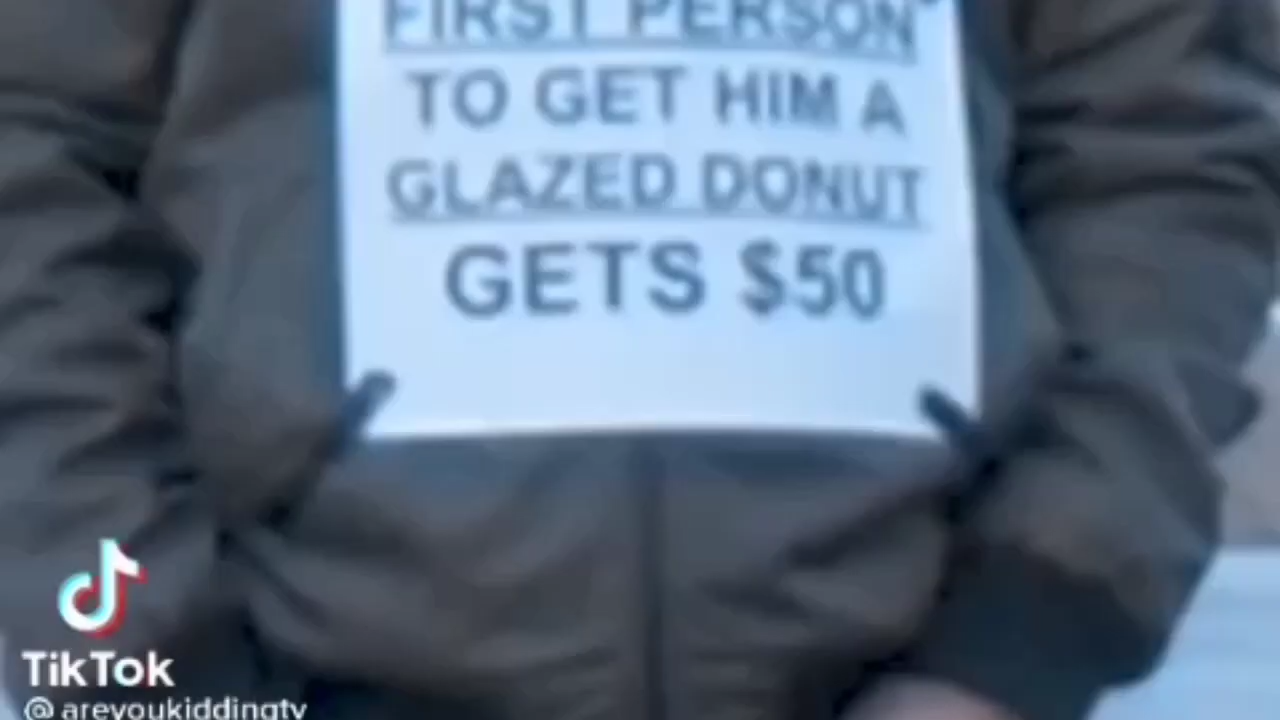 FIRST PERSON
TO GET HIM A
GLAZED DONUT
GETS $50
TikTok
@areyoukiddingtv